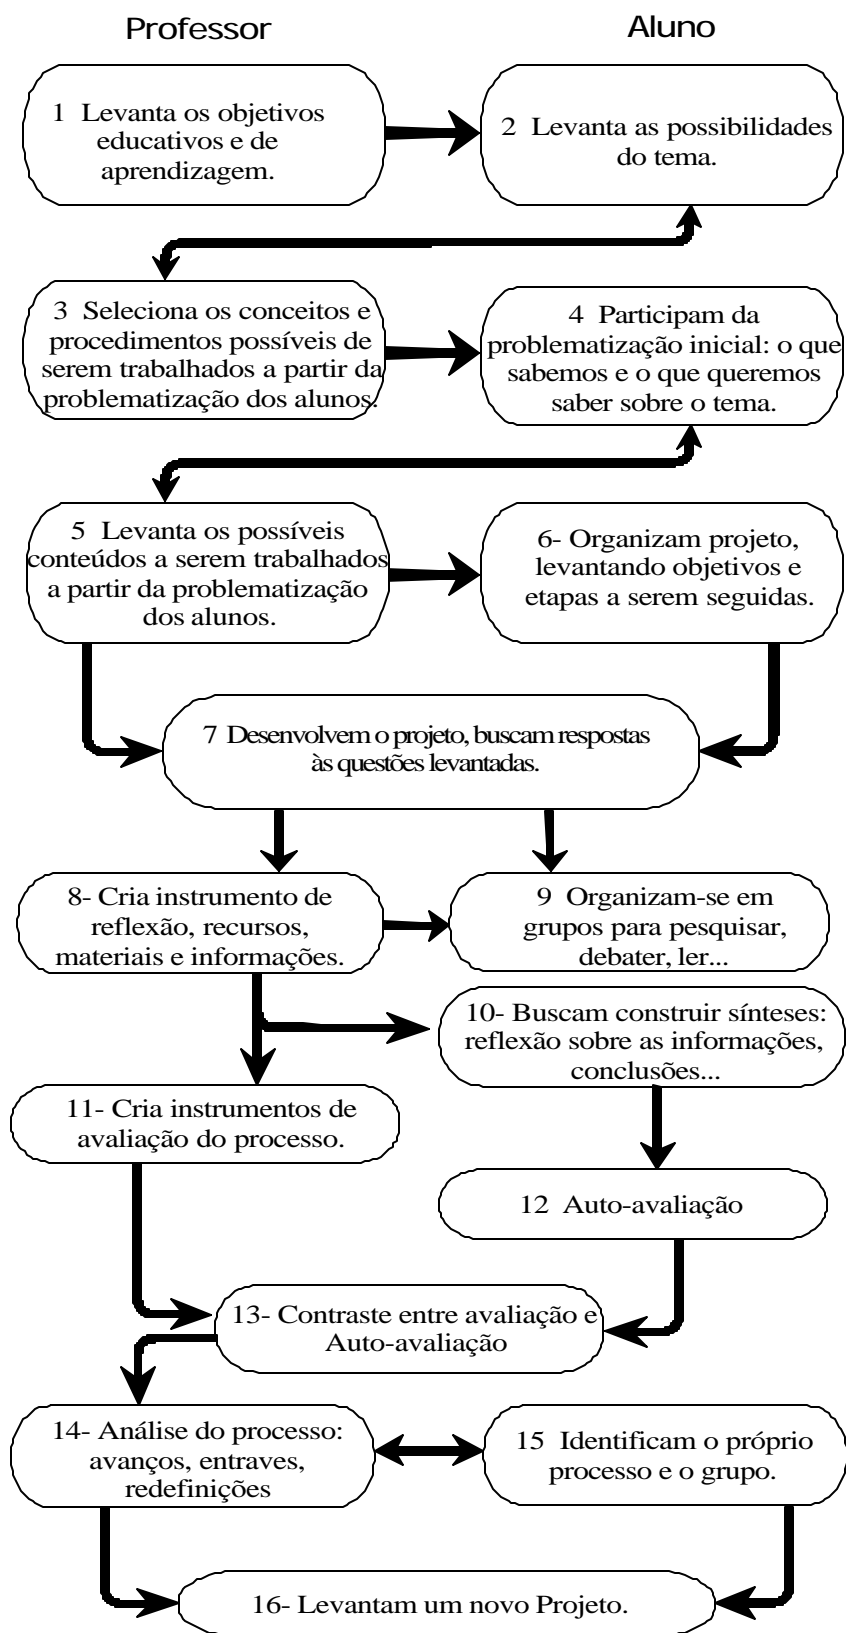 Professor
Aluno
1 Levanta os objetivos
educativos e de
aprendizagem.
2 Levanta as possibilidades
do tema.
3 Seleciona os conceitos e
procedimentos possíveis de
serem trabalhados a partir da
problematização dos alunos.
4 Participam da
problematização inicial: o que
sabemos e o que queremos
saber sobre o tema.
5 Levanta os possíveis
conteúdos a serem trabalhados
a partir da problematização
dos alunos.
6- Organizam projeto,
levantando objetivos e
etapas a serem seguidas.
7 Desenvolvem o projeto, buscam respostas
às questões levantadas.
8- Cria instrumento de
reflexão, recursos,
materiais e informações.
9 Organizam-se em
grupos para pesquisar,
debater, ler...
10- Buscam construir sínteses:
reflexão sobre as informações,
conclusões...
11- Cria instrumentos de
avaliação do processo.
12 Auto-avaliação
13- Contraste entre avaliação e
Auto-avaliação
14- Análise do processo:
avanços, entraves,
redefinições
15 Identificam o próprio
processo e o grupo.
16- Levantam um novo Projeto.